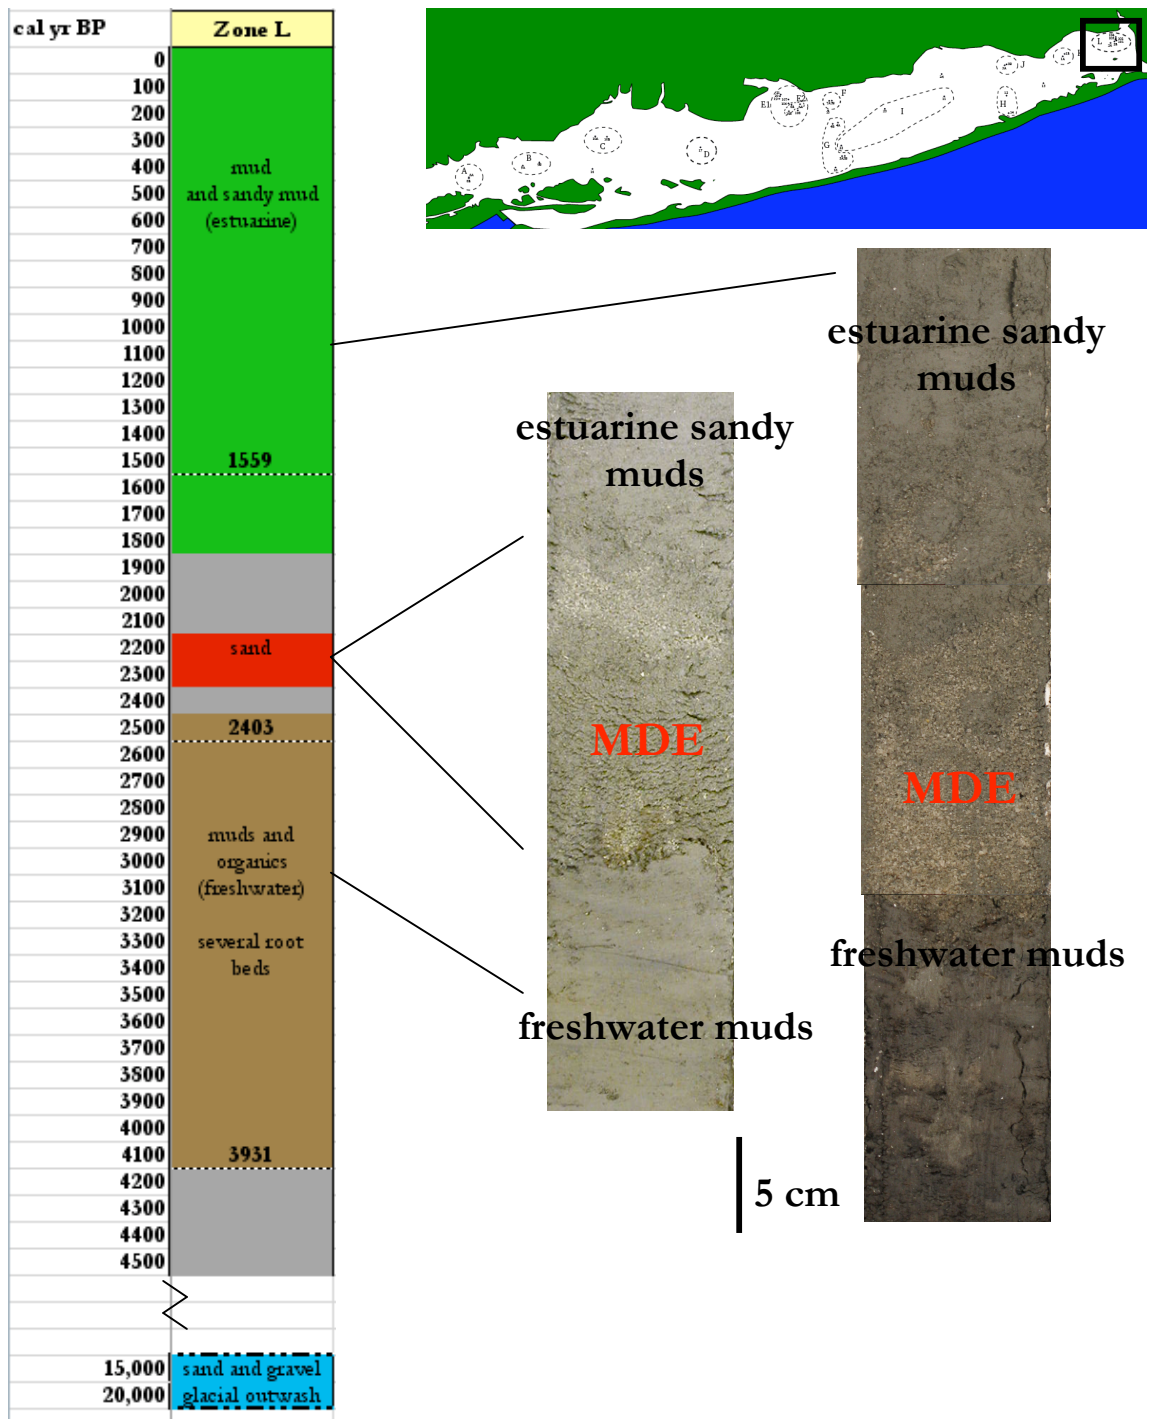 cal yr BP
Zone L
0
100
200
300
400
500
600
700
800
900
1000
1100
1200
1300
1400
1500
1600
1700
1800
1900
2000
2100
2200
2300
2400
2500
2600
2700
2800
2900
3000
3100
3200
3300
3400
3500
3600
3700
3800
3900
4000
4100
4200
4300
4400
4500
15,000
20,000
mud
and sandy mud
(estuarine)
1559
sand
2403
muds and
organics
(freshwater)
several root
beds
3931
sand and gravel
glacial outwash
A
B
C
D
E1
E2
F
G
H
I
J
L
estuarine sandy
muds
MDE
freshwater muds
estuarine sandy
muds
MDE
freshwater muds
5 cm